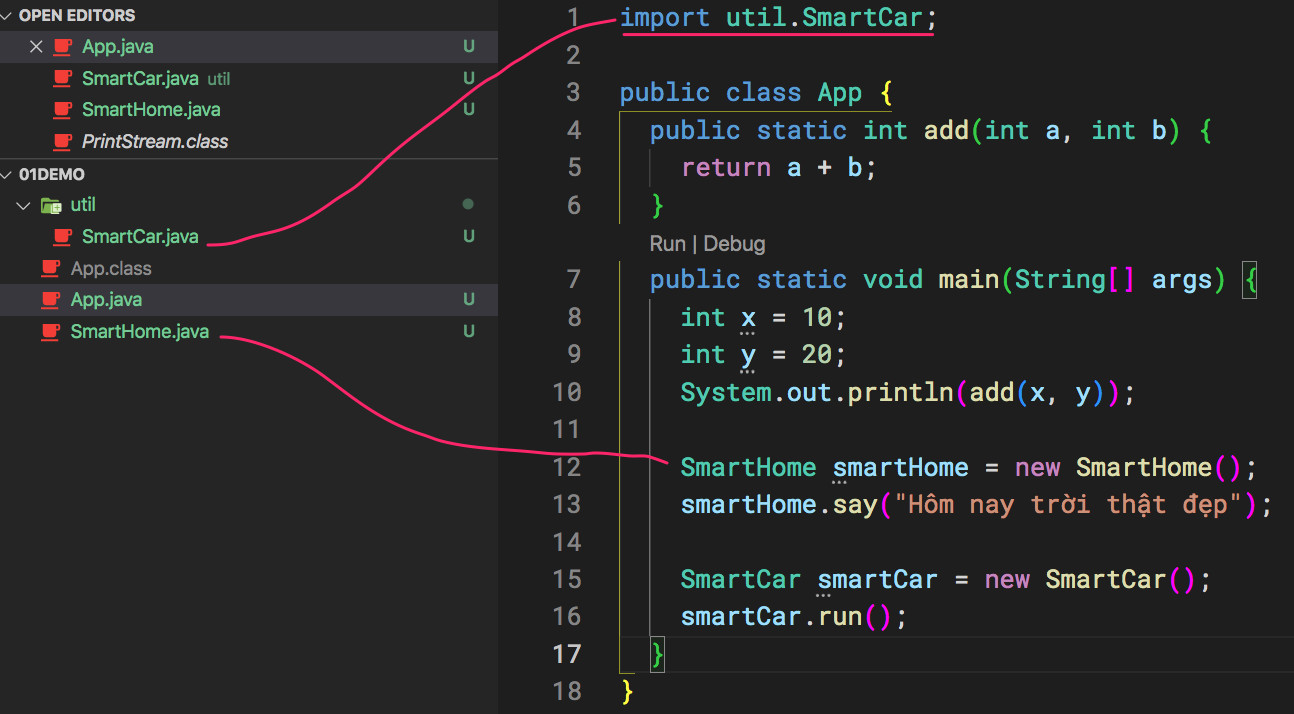 OPEN EDITORS
App.java U
SmartCar.java util U
SmartHome.java U
PrintStream.class
01DEMO
util
SmartCar.java U
App.class
App.java U
SmartHome.java U
1 import util.SmartCar;
2
3 public class App {
4 public static int add(int a, int b) {
5 return a + b;
6 }
Run | Debug
7 public static void main(String[] args) {
8 int x = 10;
9 int y = 20;
10 System.out.println(add(x, y));
11
12 SmartHome smartHome = new SmartHome();
13 smartHome.say("Hôm nay trời thật đẹp");
14
15 SmartCar smartCar = new SmartCar();
16 smartCar.run();
17 }
18 }